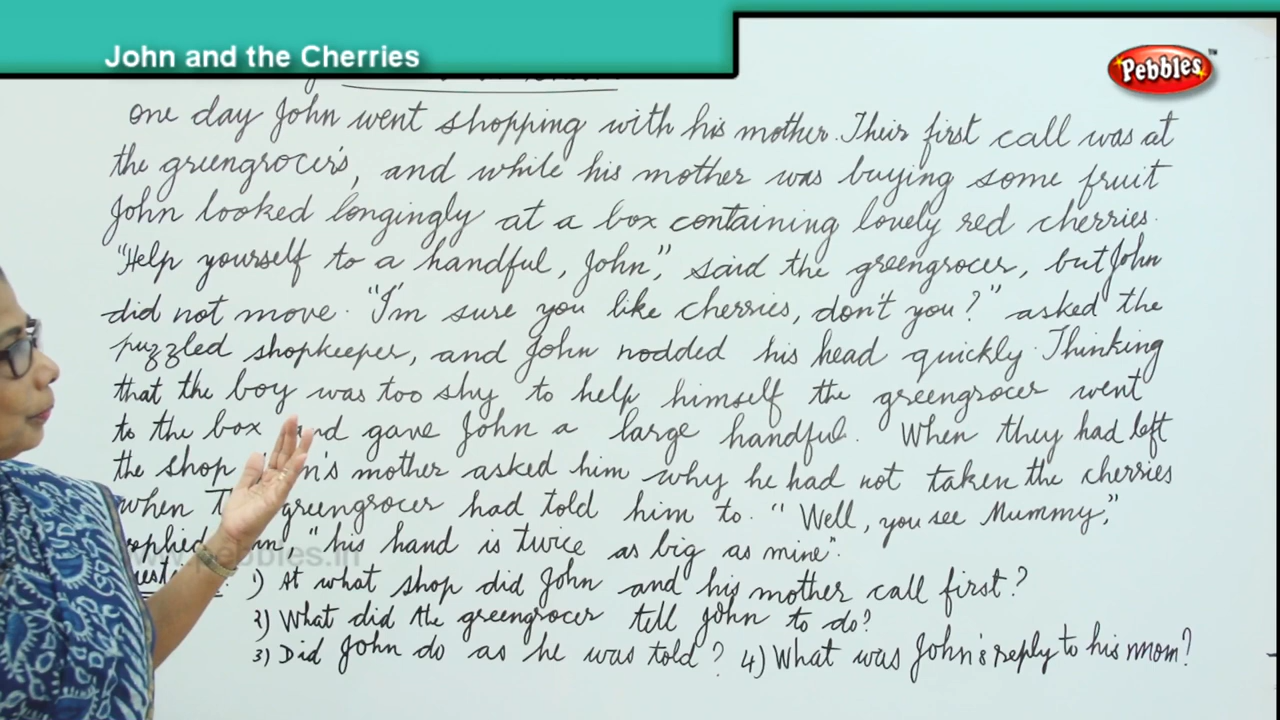 John and the Cherries
Pebbles
TM
one day John went shopping with his mother. Their first call was at
the greengrocer's, and while his mother was buying some fruit
John looked longingly at a box containing lovely red cherries.
"Help yourself to a handful, John," said the greengrocer, but John
did not move. "I'm sure you like cherries, don't you?" asked the
puzzled shopkeeper, and John nodded his head quickly. Thinking
that the boy was too shy to help himself the greengrocer went
to the box and gave John a large handful. When they had left
the shop mother asked him why he had not taken the cherries
when greengrocer had told him to. "Well, you see Mummy,"
"his hand is twice as big as mine".
www.pebbles.in
1) At what shop did John and his mother call first?
2) What did the greengrocer tell John to do?
3) Did John do as he was told? 4) What was John's reply to his mom?